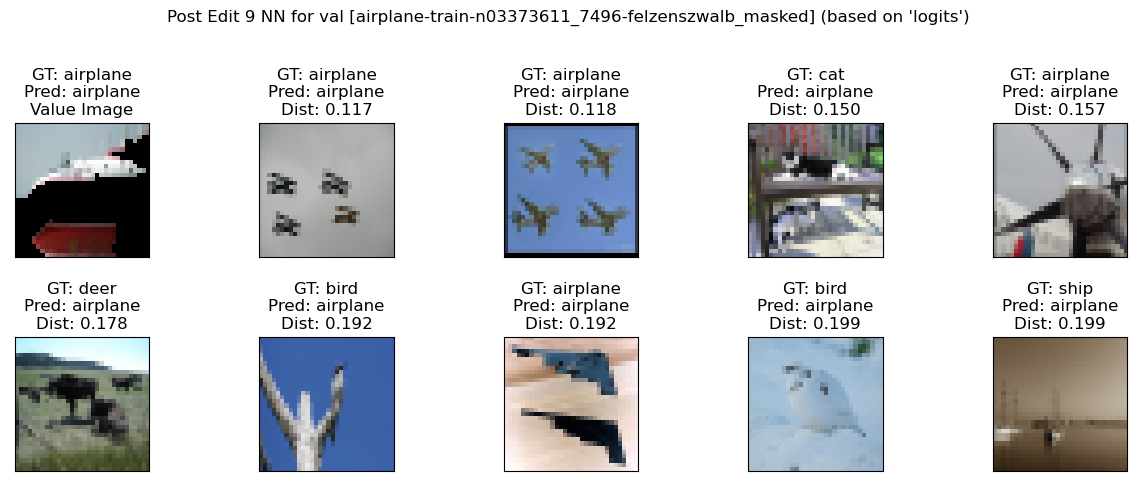 Post Edit 9 NN for val [airplane-train-n03373611_7496-felzenszwalb_masked] (based on 'logits')
GT: airplane
Pred: airplane
Value Image
GT: airplane
Pred: airplane
Dist: 0.117
GT: airplane
Pred: airplane
Dist: 0.118
GT: cat
Pred: airplane
Dist: 0.150
GT: airplane
Pred: airplane
Dist: 0.157
GT: deer
Pred: airplane
Dist: 0.178
GT: bird
Pred: airplane
Dist: 0.192
GT: airplane
Pred: airplane
Dist: 0.192
GT: bird
Pred: airplane
Dist: 0.199
GT: ship
Pred: airplane
Dist: 0.199